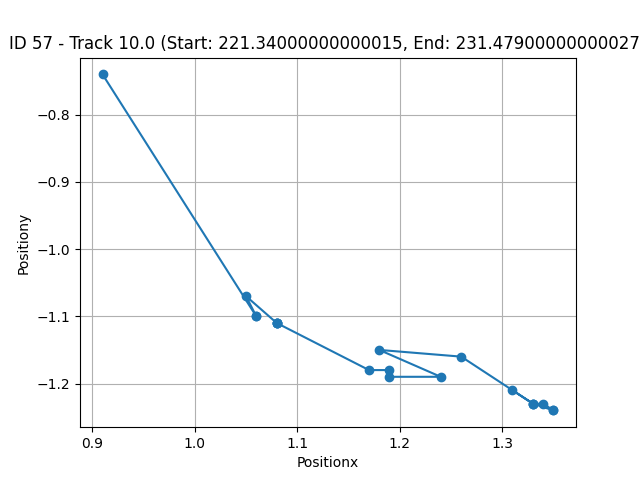 ID 57 - Track 10.0 (Start: 221.34000000000015, End: 231.47900000000027
−0.8
−0.9
−1.0
−1.1
−1.2
Positiony
0.9 1.0 1.1 1.2 1.3
Positionx